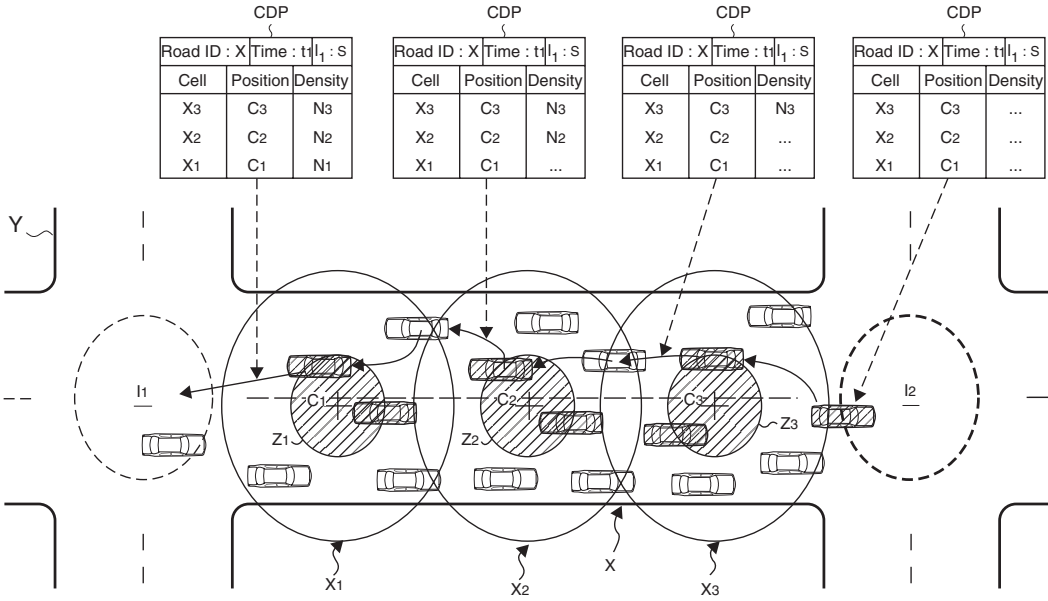 CDP CDP CDP CDP
Road ID : X Time : t1 I1 : S Road ID : X Time : t1 I1 : S Road ID : X Time : t1 I1 : S Road ID : X Time : t1 I1 : S
Cell Position Density Cell Position Density Cell Position Density Cell Position Density
X3 C3 N3 X3 C3 N3 X3 C3 N3 X3 C3 ...
X2 C2 N2 X2 C2 N2 X2 C2 ... X2 C2 ...
X1 C1 N1 X1 C1 ... X1 C1 ... X1 C1 ...
Y
I1 C1 C2 C3 I2
Z1 Z2 Z3
X
X1 X2 X3